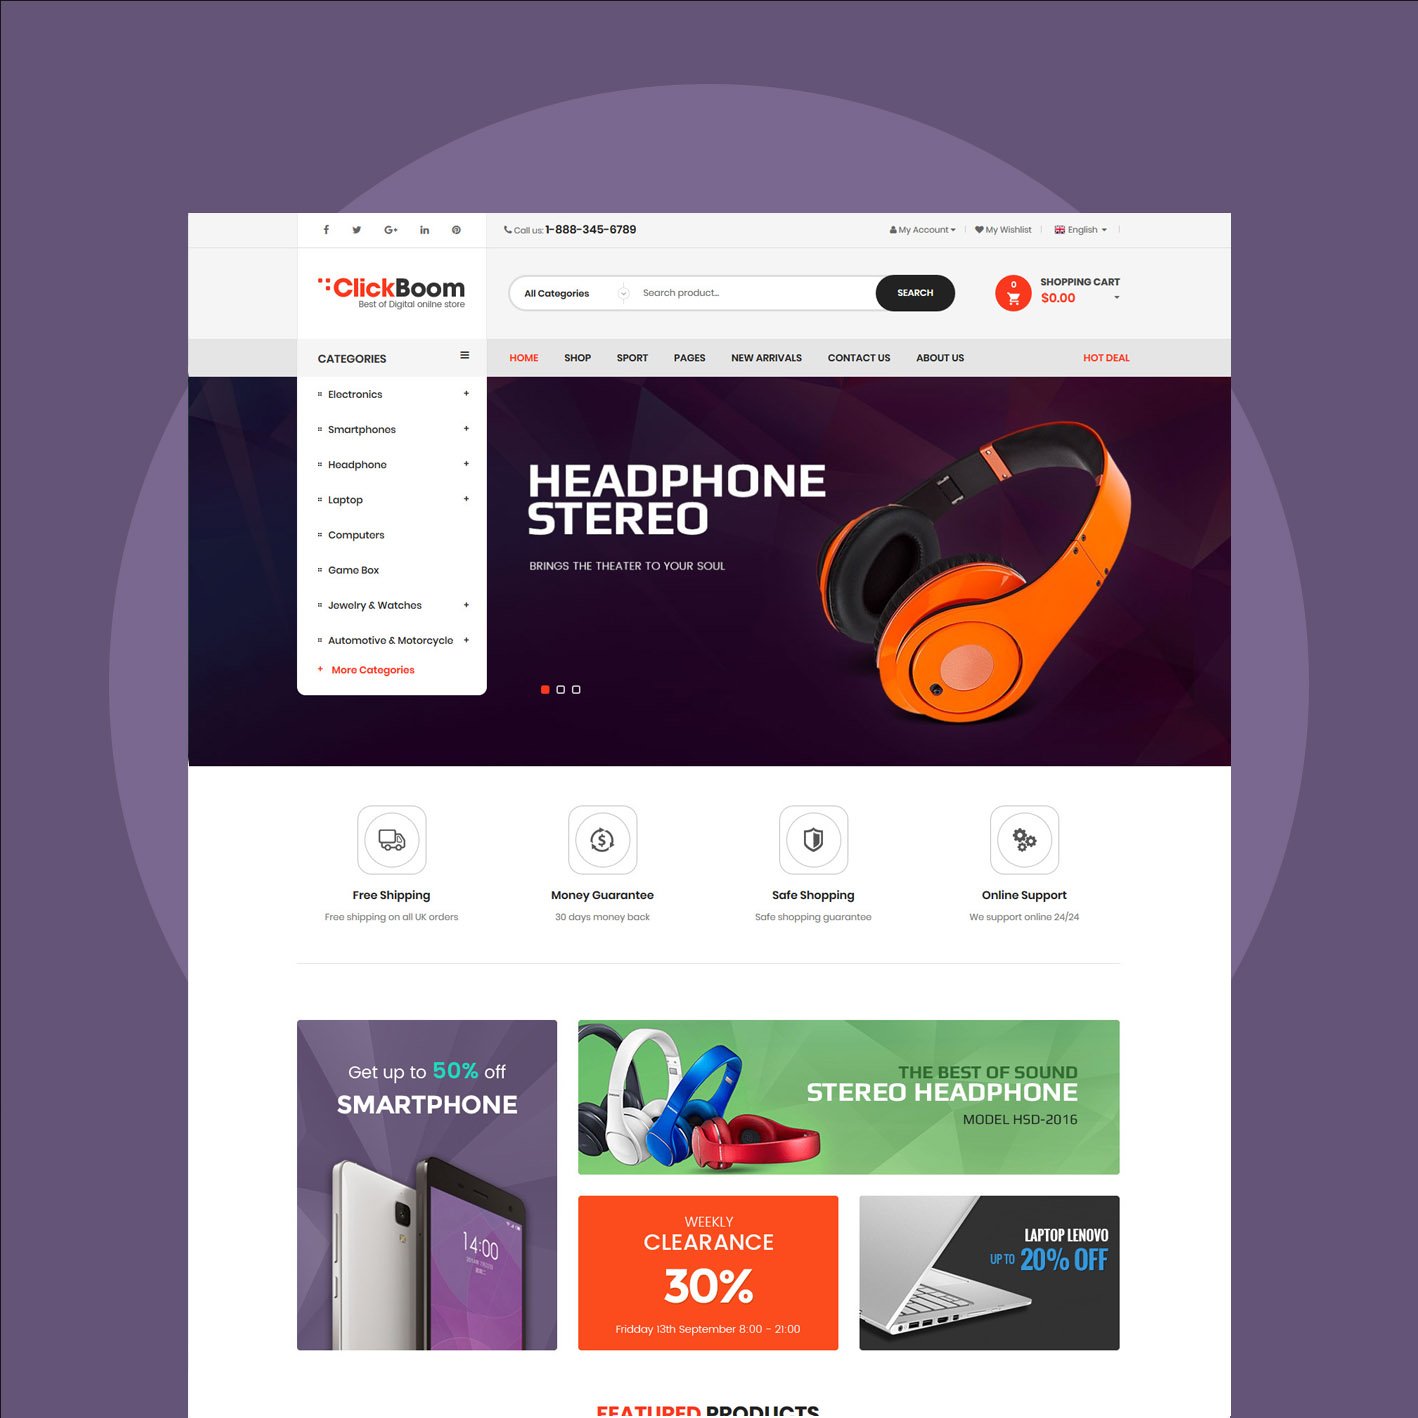 Call us: 1-888-345-6789
My Account
My Wishlist
English
ClickBoom
Best of Digital online store
All Categories
Search product...
SEARCH
0
SHOPPING CART
$0.00
CATEGORIES
HOME
SHOP
SPORT
PAGES
NEW ARRIVALS
CONTACT US
ABOUT US
HOT DEAL
Electronics
Smartphones
Headphone
Laptop
Computers
Game Box
Jewelry & Watches
Automotive & Motorcycle
More Categories
HEADPHONE
STEREO
BRINGS THE THEATER TO YOUR SOUL
Free Shipping
Free shipping on all UK orders
Money Guarantee
30 days money back
Safe Shopping
Safe shopping guarantee
Online Support
We support online 24/24
Get up to 50% off
SMARTPHONE
14:00
THE BEST OF SOUND
STEREO HEADPHONE
MODEL HSD-2016
WEEKLY
CLEARANCE
30%
Fridday 13th September 8:00 - 21:00
LAPTOP LENOVO
UP TO 20% OFF
FEATURED PRODUCTS